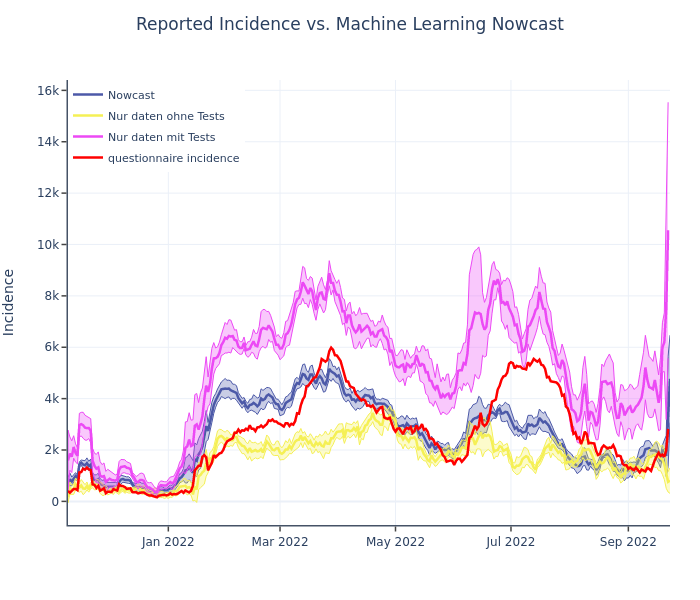 Reported Incidence vs. Machine Learning Nowcast
Nowcast
Nur daten ohne Tests
Nur daten mit Tests
questionnaire incidence
Incidence
16k
14k
12k
10k
8k
6k
4k
2k
0
Jan 2022
Mar 2022
May 2022
Jul 2022
Sep 2022